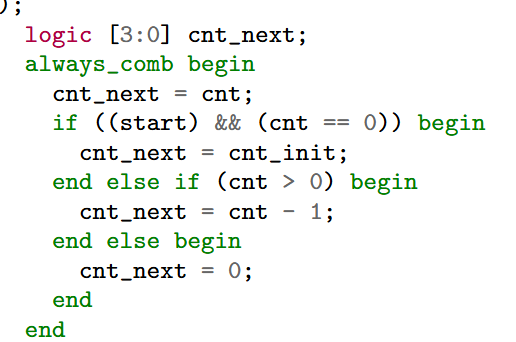 );
logic [3:0] cnt_next;
always_comb begin
  cnt_next = cnt;
  if ((start) && (cnt == 0)) begin
    cnt_next = cnt_init;
  end else if (cnt > 0) begin
    cnt_next = cnt - 1;
  end else begin
    cnt_next = 0;
  end
end